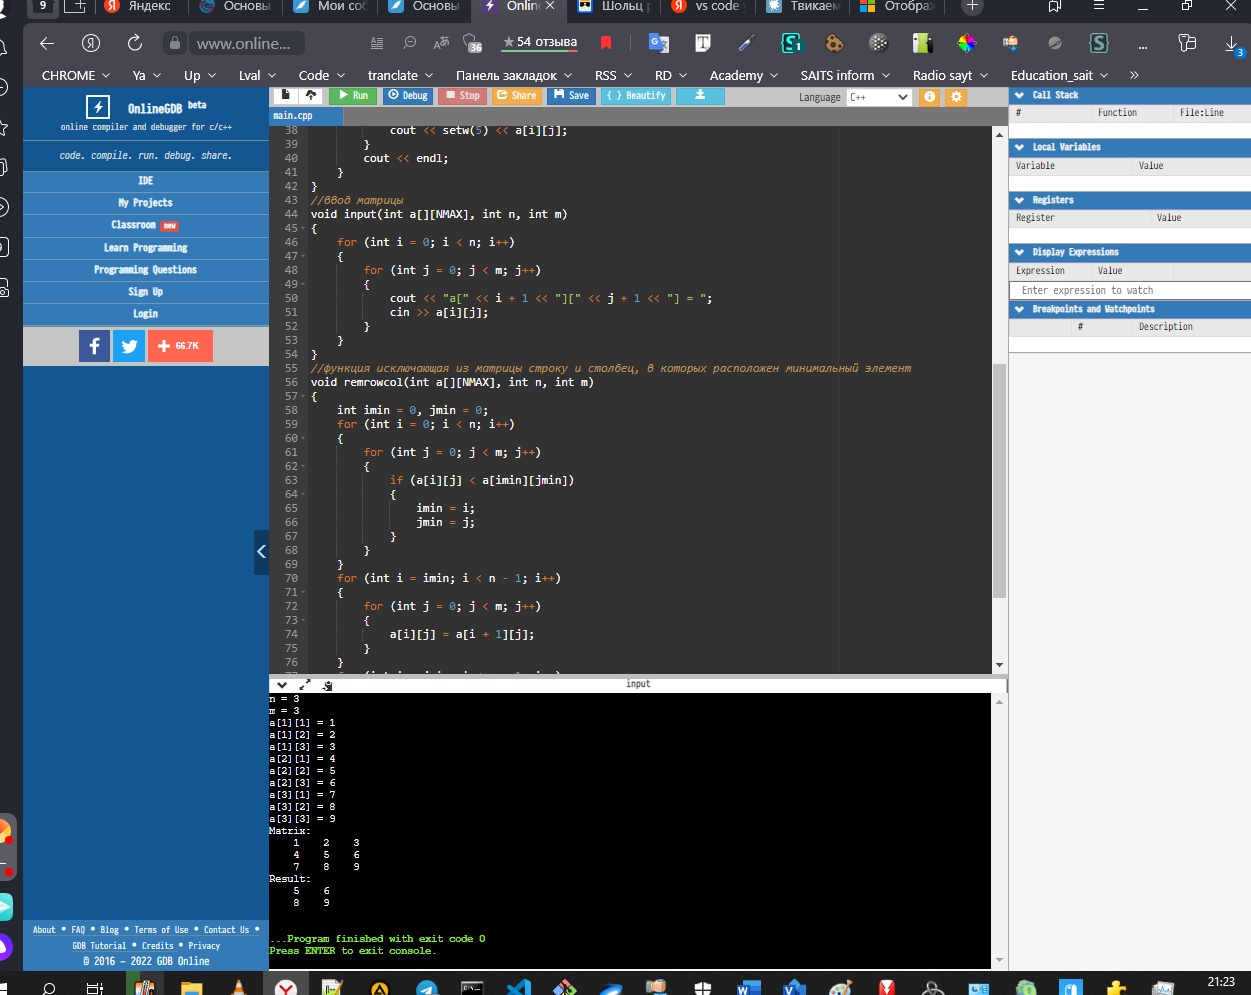 9
Яндекс
Основы
Мои соб
Основы
Onlin
Шольц р
vs code
Твикаем
Отображ
www.online...
36
★ 54 отзыва
3
CHROME Ya Up Lval Code translate Панель закладок RSS RD Academy SAITS inform Radio sayt Education_sait »
OnlineGDB beta
online compiler and debugger for c/c++
code. compile. run. debug. share.
IDE
My Projects
Classroom new
Learn Programming
Programming Questions
Sign Up
Login
66.7K
About • FAQ • Blog • Terms of Use • Contact Us •
GDB Tutorial • Credits • Privacy
© 2016 - 2022 GDB Online
Run Debug Stop Share Save { } Beautify
Language C++
main.cpp
38 cout << setw(5) << a[i][j];
39 }
40 cout << endl;
41 }
42 }
43 //ввод матрицы
44 void input(int a[][NMAX], int n, int m)
45 {
46 for (int i = 0; i < n; i++)
47 {
48 for (int j = 0; j < m; j++)
49 {
50 cout << "a[" << i + 1 << "][" << j + 1 << "] = ";
51 cin >> a[i][j];
52 }
53 }
54 }
55 //функция исключающая из матрицы строку и столбец, в которых расположен минимальный элемент
56 void remrowcol(int a[][NMAX], int n, int m)
57 {
58 int imin = 0, jmin = 0;
59 for (int i = 0; i < n; i++)
60 {
61 for (int j = 0; j < m; j++)
62 {
63 if (a[i][j] < a[imin][jmin])
64 {
65 imin = i;
66 jmin = j;
67 }
68 }
69 }
70 for (int i = imin; i < n - 1; i++)
71 {
72 for (int j = 0; j < m; j++)
73 {
74 a[i][j] = a[i + 1][j];
75 }
76 }
input
n = 3
m = 3
a[1][1] = 1
a[1][2] = 2
a[1][3] = 3
a[2][1] = 4
a[2][2] = 5
a[2][3] = 6
a[3][1] = 7
a[3][2] = 8
a[3][3] = 9
Matrix:
1 2 3
4 5 6
7 8 9
Result:
5 6
8 9
...Program finished with exit code 0
Press ENTER to exit console.
Call Stack
# Function File:Line
Local Variables
Variable Value
Registers
Register Value
Display Expressions
Expression Value
Enter expression to watch
Breakpoints and Watchpoints
# Description
21:23